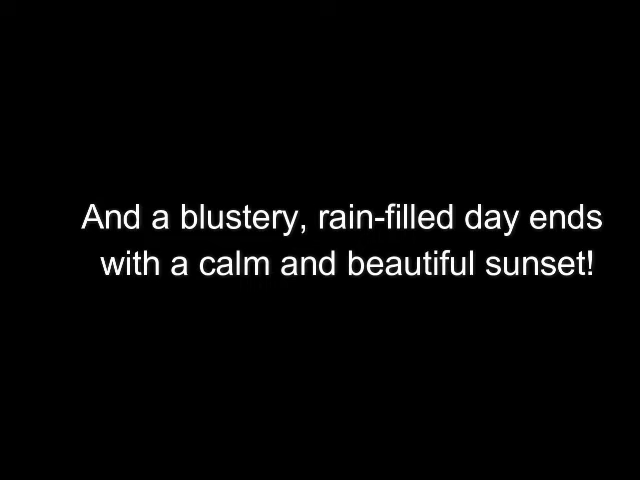 And a blustery, rain-filled day ends
with a calm and beautiful sunset!